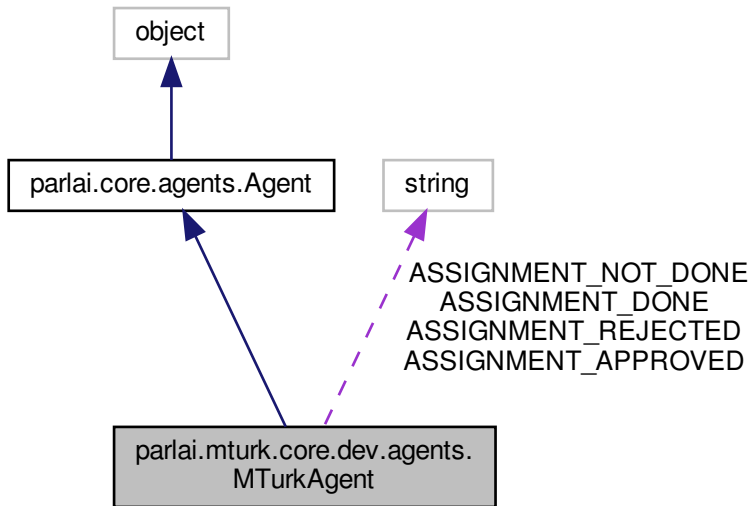 object
parlai.core.agents.Agent
string
ASSIGNMENT_NOT_DONE
ASSIGNMENT_DONE
ASSIGNMENT_REJECTED
ASSIGNMENT_APPROVED
parlai.mturk.core.dev.agents.
MTurkAgent